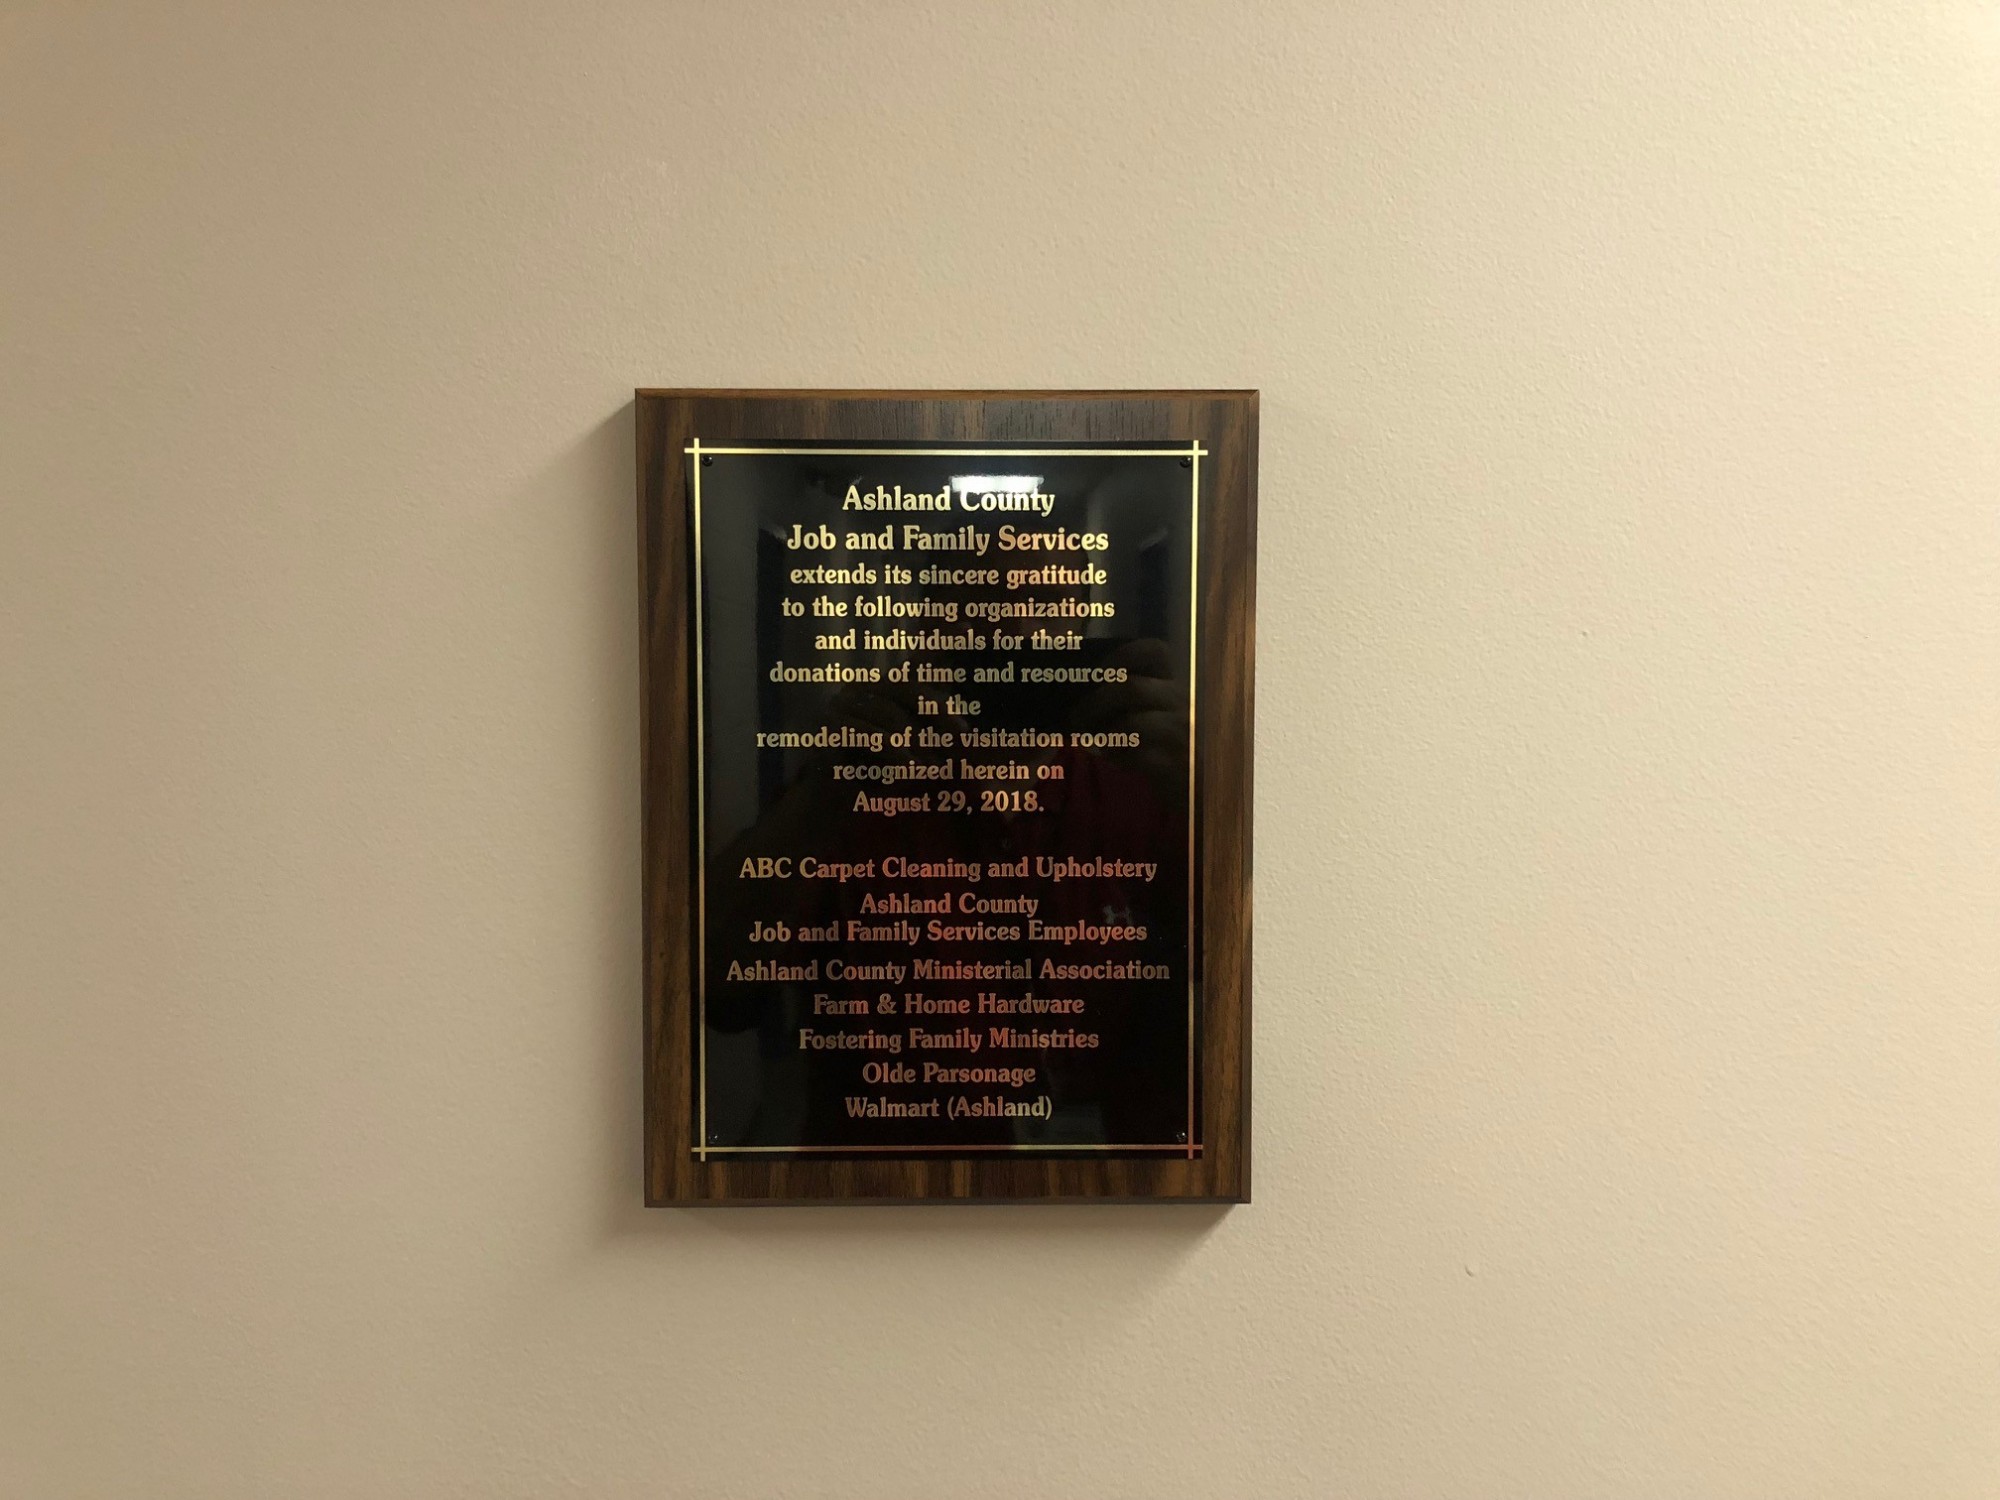 Ashland County
Job and Family Services
extends its sincere gratitude
to the following organizations
and individuals for their
donations of time and resources
in the
remodeling of the visitation rooms
recognized herein on
August 29, 2018.
ABC Carpet Cleaning and Upholstery
Ashland County
Job and Family Services Employees
Ashland County Ministerial Association
Farm & Home Hardware
Fostering Family Ministries
Olde Parsonage
Walmart (Ashland)